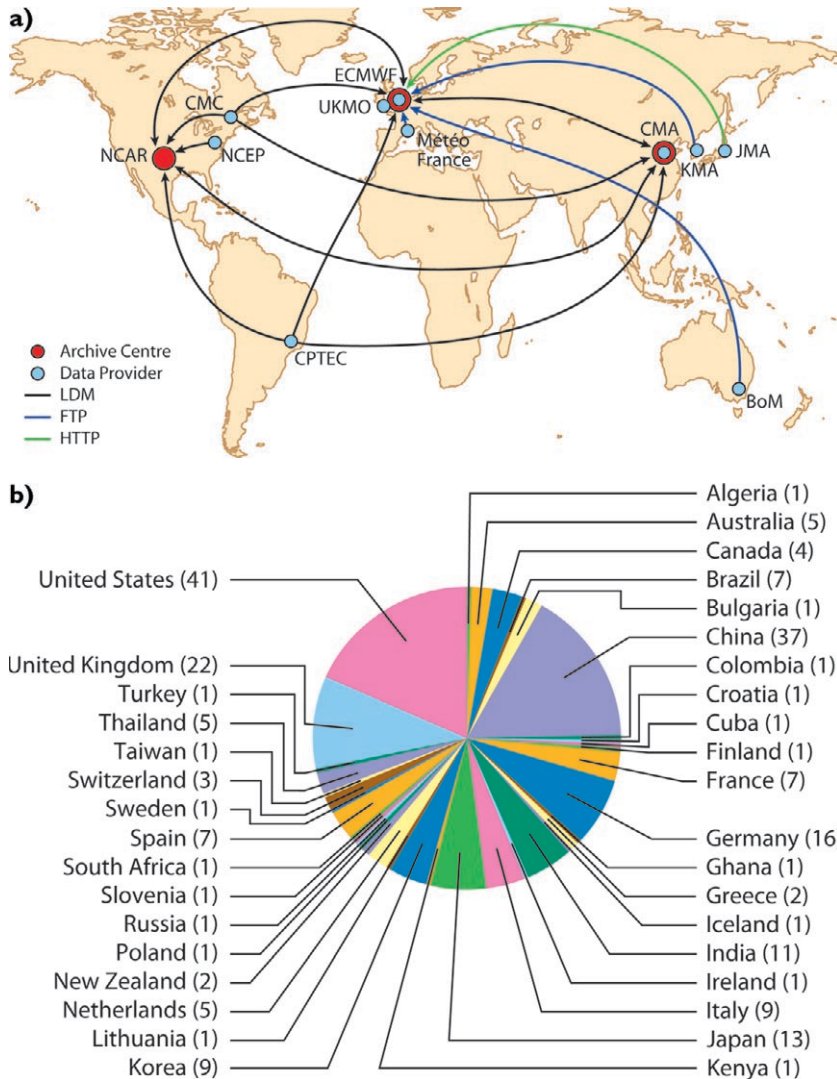 a)
ECMWF
CMC
UKMO
CMA
NCAR
NCEP
Météo
France
KMA
JMA
CPTEC
BoM
Archive Centre
Data Provider
LDM
FTP
HTTP
b)
Algeria (1)
Australia (5)
Canada (4)
Brazil (7)
Bulgaria (1)
China (37)
Colombia (1)
Croatia (1)
Cuba (1)
Finland (1)
France (7)
Germany (16
Ghana (1)
Greece (2)
Iceland (1)
India (11)
Ireland (1)
Italy (9)
Japan (13)
Kenya (1)
United States (41)
United Kingdom (22)
Turkey (1)
Thailand (5)
Taiwan (1)
Switzerland (3)
Sweden (1)
Spain (7)
South Africa (1)
Slovenia (1)
Russia (1)
Poland (1)
New Zealand (2)
Netherlands (5)
Lithuania (1)
Korea (9)